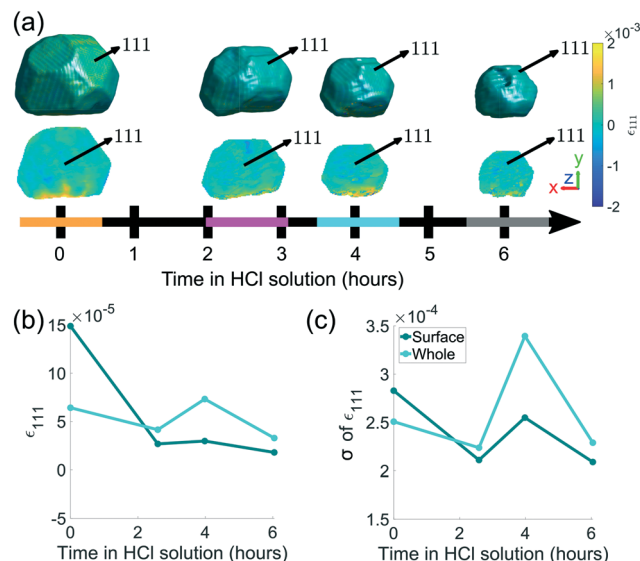 (a)
111
111
111
111
×10⁻³
2
1
0
-1
-2
ϵ₁₁₁
111
111
111
111
y
z
x
0 1 2 3 4 5 6
Time in HCl solution (hours)
(b)
×10⁻⁵
15
10
5
0
-5
ϵ₁₁₁
0 2 4 6
Time in HCl solution (hours)
(c)
×10⁻⁴
3.5
3
2.5
2
1.5
σ of ϵ₁₁₁
Surface
Whole
0 2 4 6
Time in HCl solution (hours)